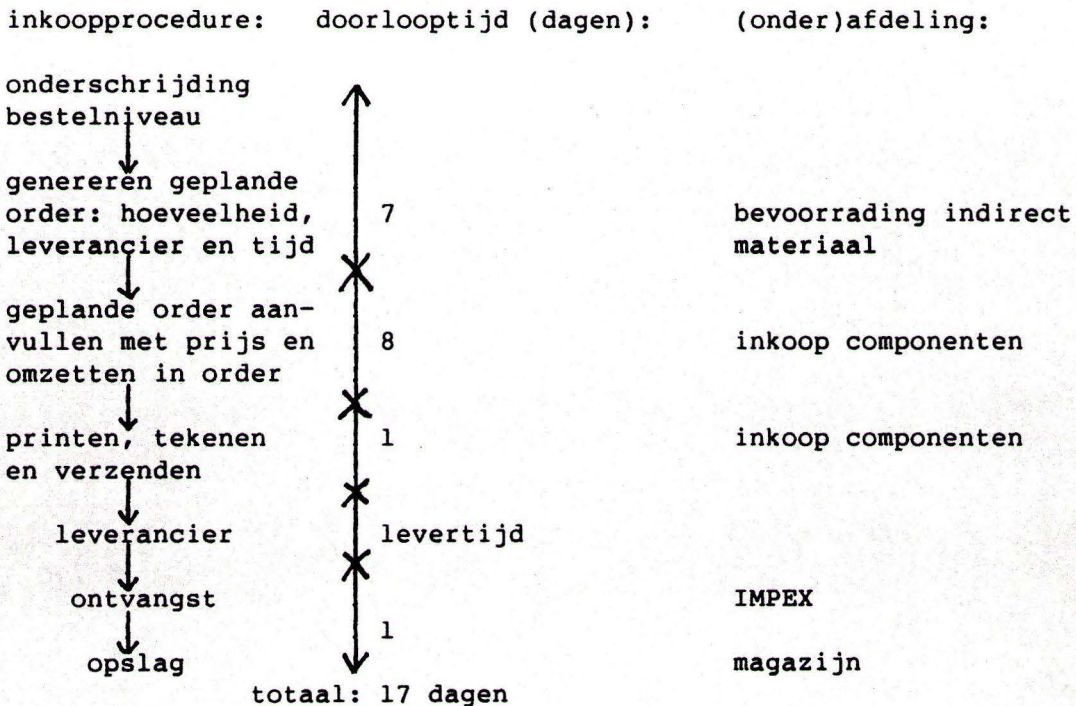 inkoopprocedure: doorlooptijd (dagen): (onder)afdeling:
onderschrijding
bestelniveau
genereren geplande
order: hoeveelheid, 7 bevoorrading indirect
leverancier en tijd materiaal
geplande order aan-
vullen met prijs en 8 inkoop componenten
omzetten in order
printen, tekenen 1 inkoop componenten
en verzenden
leverancier levertijd
ontvangst IMPEX
1
opslag magazijn
totaal: 17 dagen